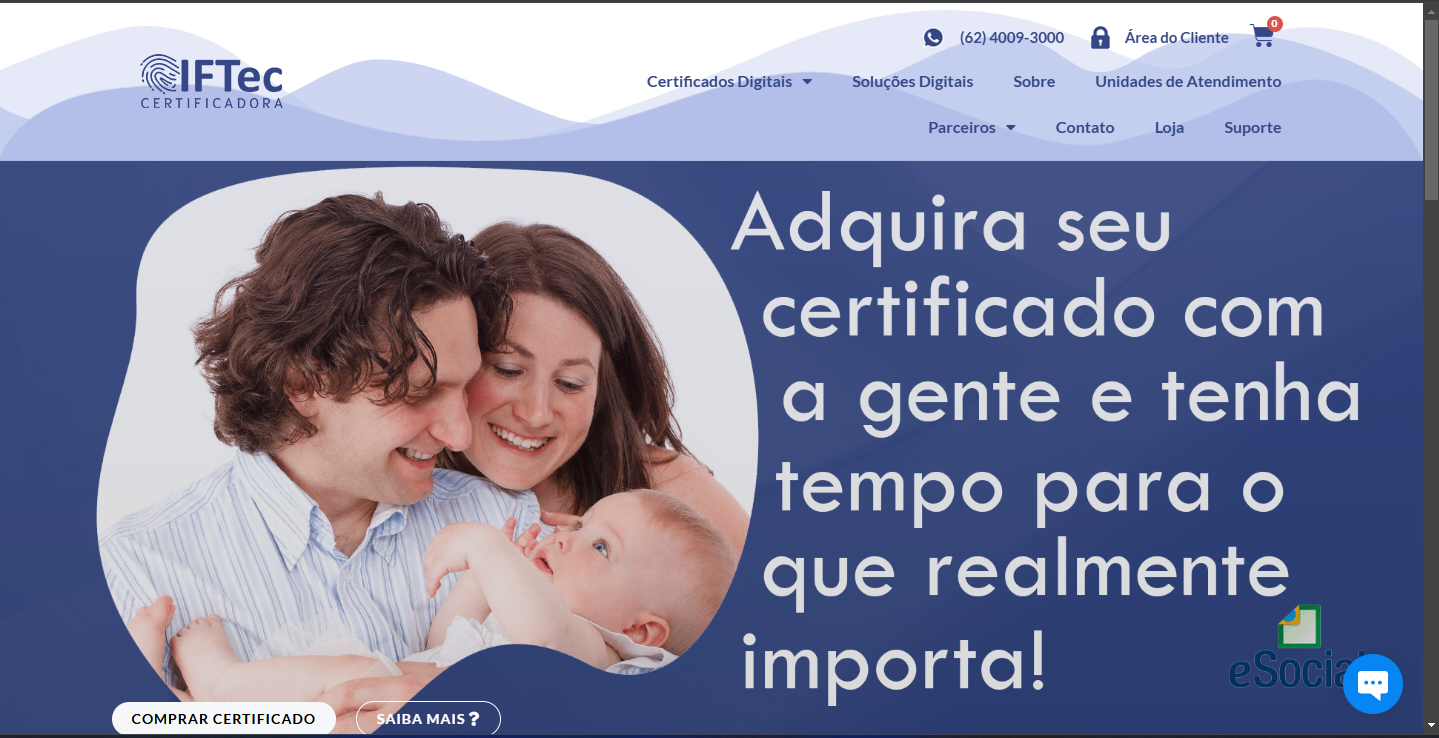 (62) 4009-3000
Área do Cliente
0
IFTec
CERTIFICADORA
Certificados Digitais
Soluções Digitais
Sobre
Unidades de Atendimento
Parceiros
Contato
Loja
Suporte
Adquira seu
certificado com
a gente e tenha
tempo para o
que realmente
importa!
eSocial
COMPRAR CERTIFICADO
SAIBA MAIS ?